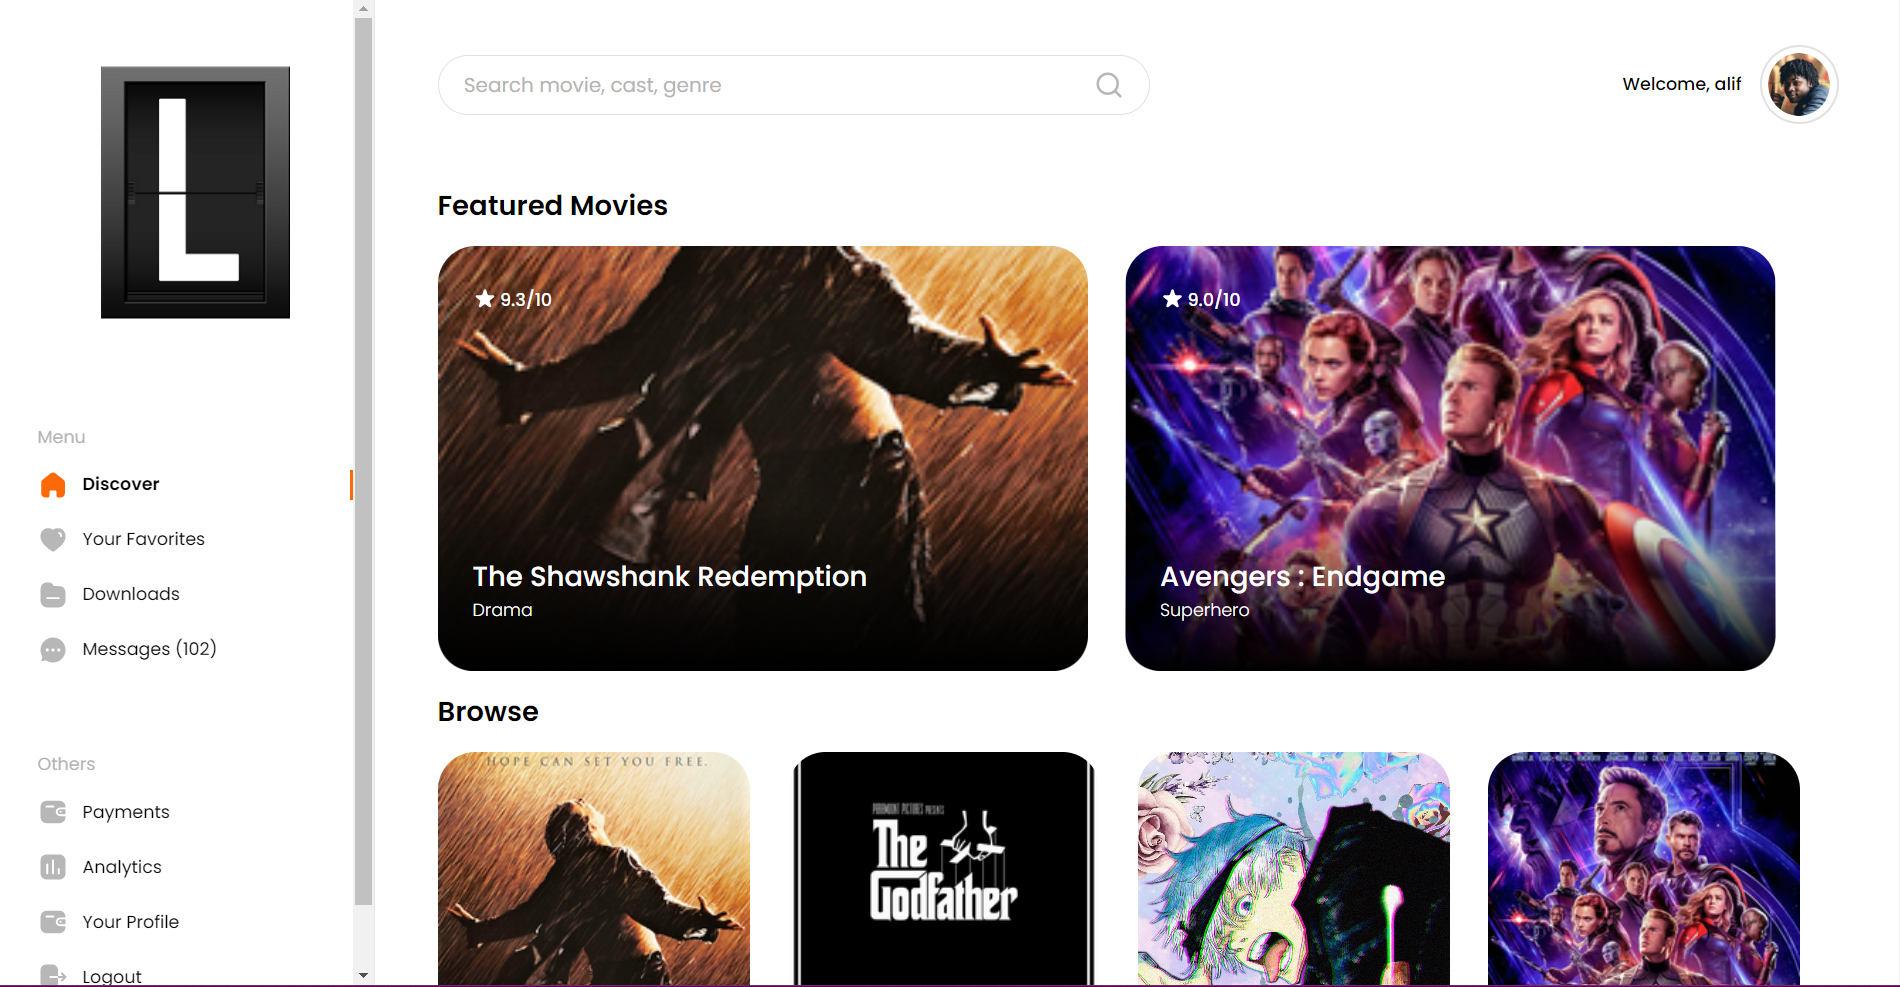 L
Menu
Discover
Your Favorites
Downloads
Messages (102)
Others
Payments
Analytics
Your Profile
Logout
Search movie, cast, genre
Welcome, alif
Featured Movies
9.3/10
The Shawshank Redemption
Drama
9.0/10
Avengers : Endgame
Superhero
Browse
HOPE CAN SET YOU FREE.
PARAMOUNT PICTURES PRESENTS
The
Godfather